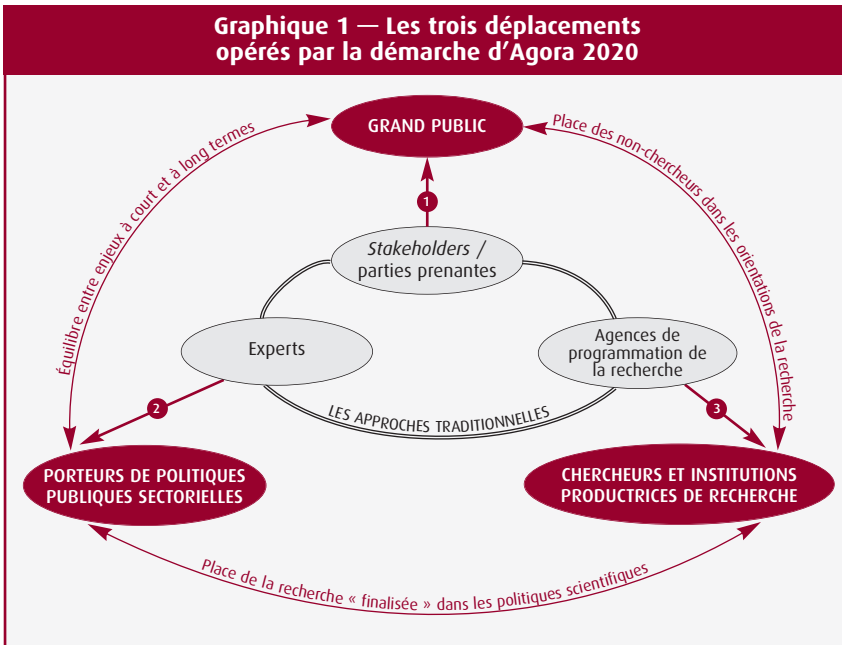 Graphique 1 — Les trois déplacements
opérés par la démarche d’Agora 2020
GRAND PUBLIC
Équilibre entre enjeux à court et à long termes
Place des non-chercheurs dans les orientations de la recherche
1
Stakeholders /
parties prenantes
Experts
Agences de
programmation de
la recherche
2
LES APPROCHES TRADITIONNELLES
3
PORTEURS DE POLITIQUES
PUBLIQUES SECTORIELLES
CHERCHEURS ET INSTITUTIONS
PRODUCTRICES DE RECHERCHE
Place de la recherche « finalisée » dans les politiques scientifiques